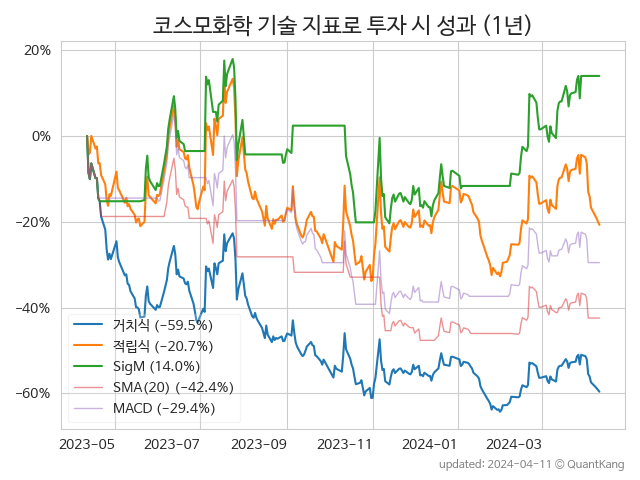 코스모화학 기술 지표로 투자 시 성과 (1년)
20%
0%
−20%
−40%
−60%
거치식 (−59.5%)
적립식 (−20.7%)
SigM (14.0%)
SMA(20) (−42.4%)
MACD (−29.4%)
2023-05
2023-07
2023-09
2023-11
2024-01
2024-03
updated: 2024-04-11 © QuantKang